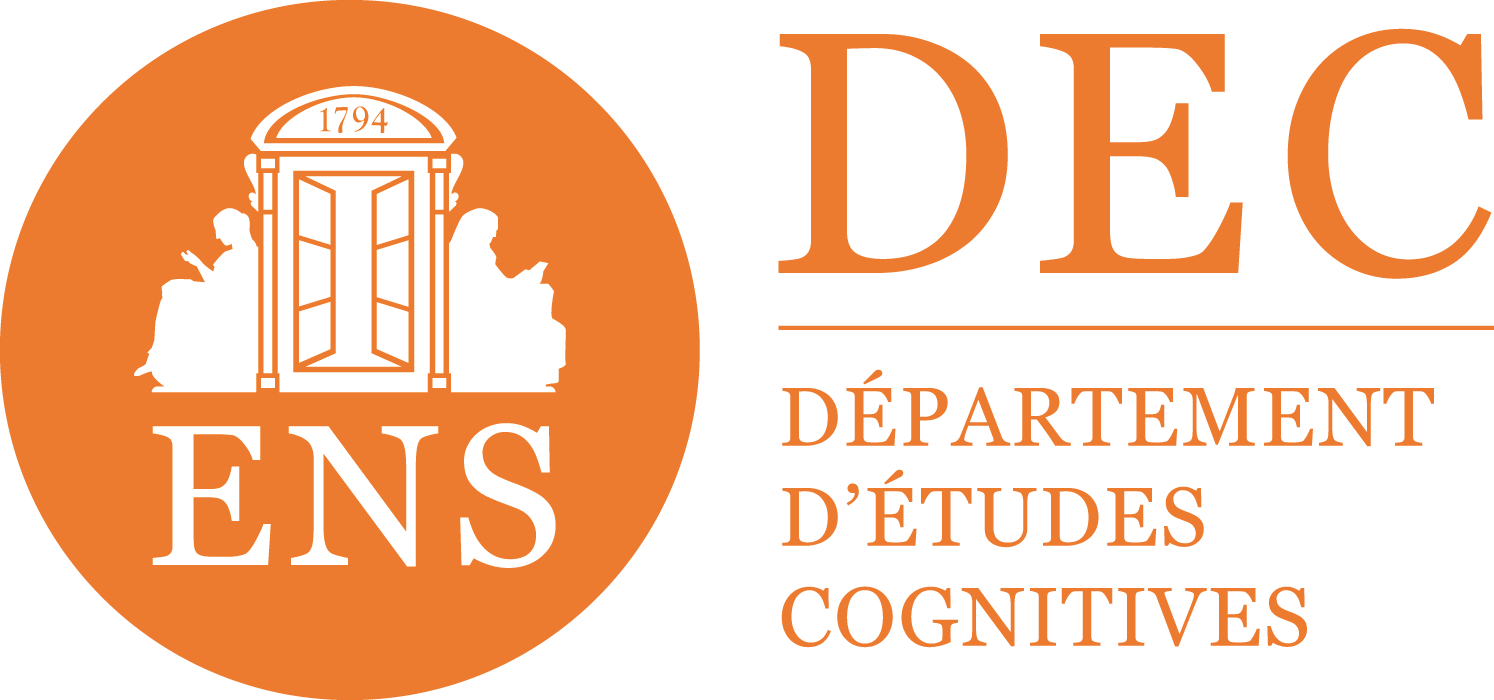 1794
ENS
DEC
DÉPARTEMENT
D’ÉTUDES
COGNITIVES